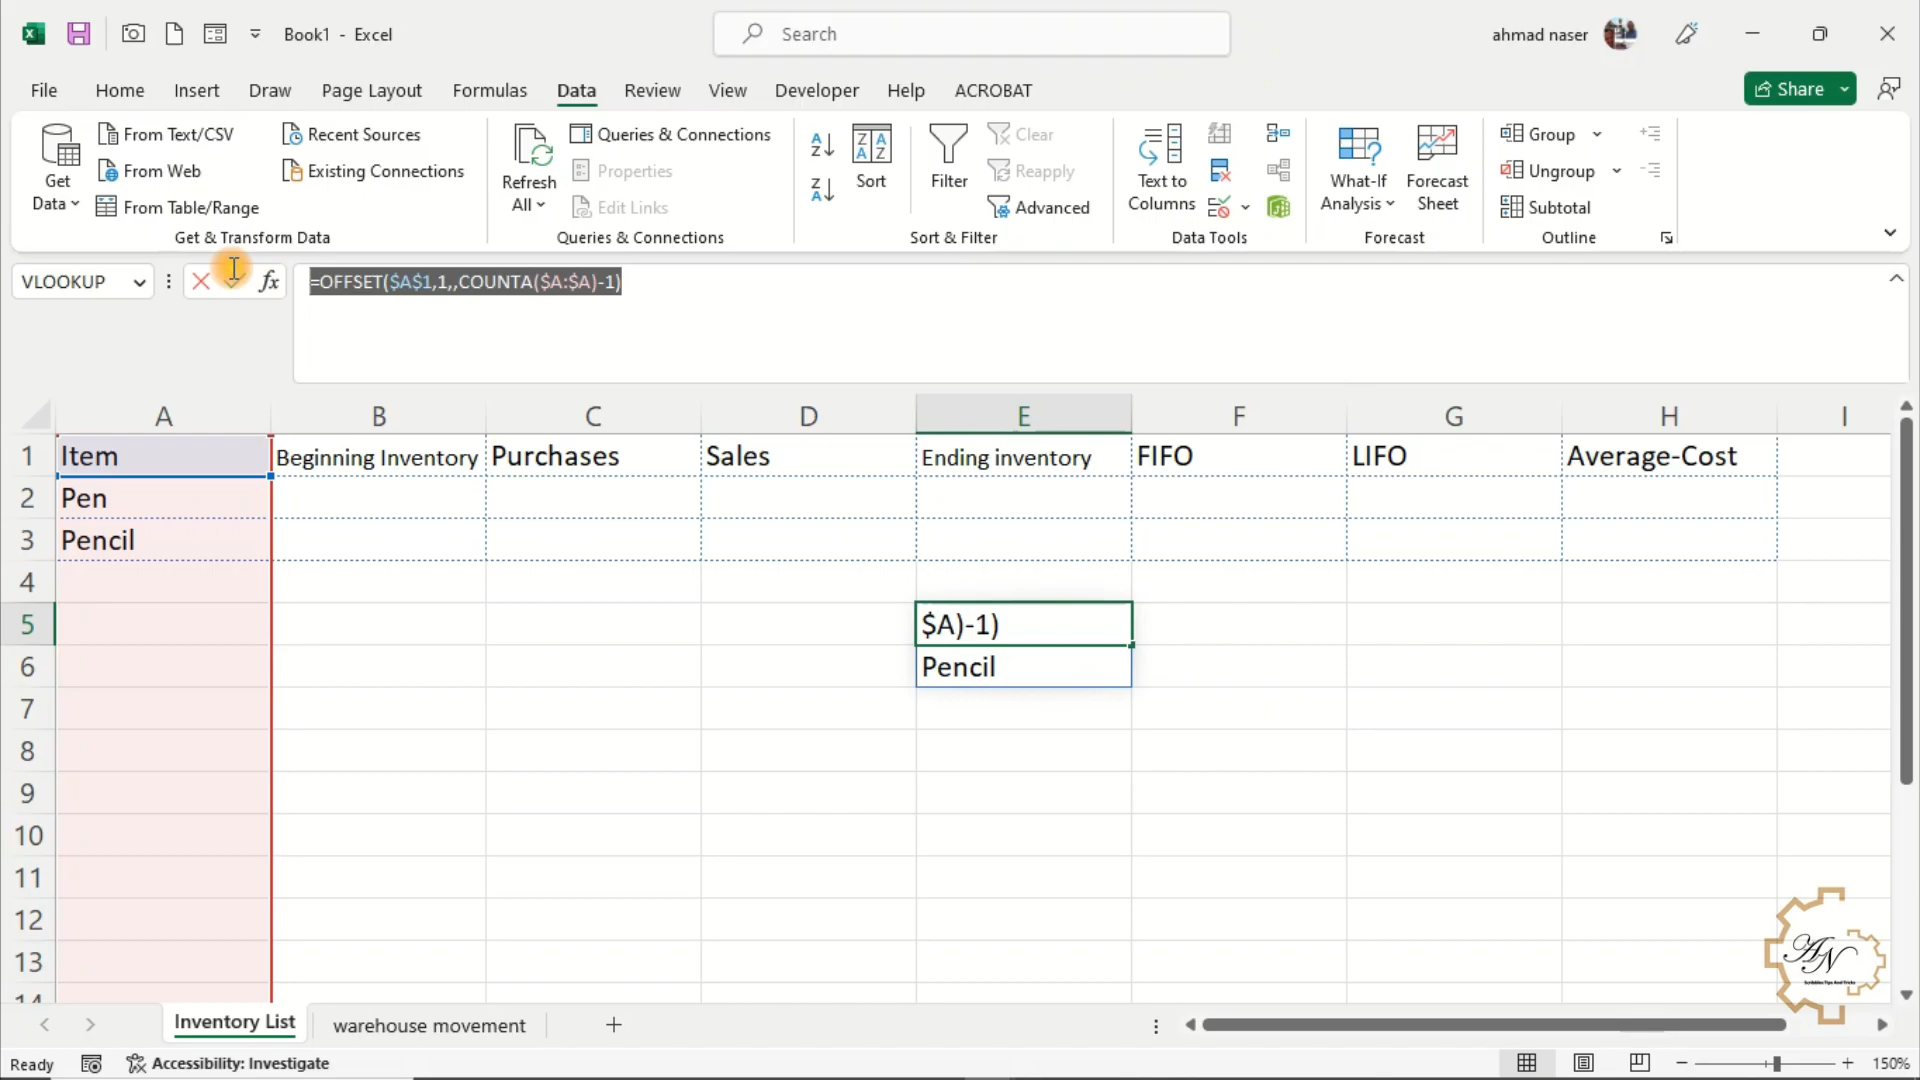 Book1 - Excel
Search
ahmad naser
File Home Insert Draw Page Layout Formulas Data Review View Developer Help ACROBAT
Share
Get Data
From Text/CSV
From Web
From Table/Range
Recent Sources
Existing Connections
Get & Transform Data
Refresh All
Queries & Connections
Properties
Edit Links
Queries & Connections
Sort
Filter
Clear
Reapply
Advanced
Sort & Filter
Text to Columns
Data Tools
What-If Analysis
Forecast Sheet
Forecast
Group
Ungroup
Subtotal
Outline
VLOOKUP
fx
=OFFSET($A$1,1,,COUNTA($A:$A)-1)
A B C D E F G H I
1 Item Beginning Inventory Purchases Sales Ending inventory FIFO LIFO Average-Cost
2 Pen
3 Pencil
4
5 $A)-1)
6 Pencil
7
8
9
10
11
12
13
14
AN
Inventory List
warehouse movement
Ready
Accessibility: Investigate
150%